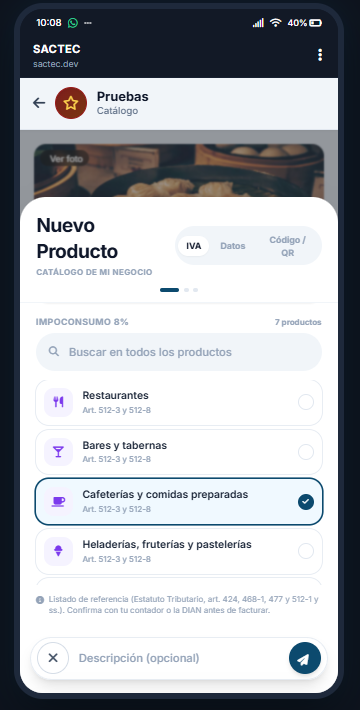 10:08
40%
SACTEC
sactec.dev
Pruebas
Catálogo
Ver foto
Nuevo
Producto
CATÁLOGO DE MI NEGOCIO
IVA
Datos
Código /
QR
IMPOCONSUMO 8%
7 productos
Buscar en todos los productos
Restaurantes
Art. 512-3 y 512-8
Bares y tabernas
Art. 512-3 y 512-8
Cafeterías y comidas preparadas
Art. 512-3 y 512-8
Heladerías, fruterías y pastelerías
Art. 512-3 y 512-8
Listado de referencia (Estatuto Tributario, art. 424, 468-1, 477 y 512-1 y
ss.). Confirma con tu contador o la DIAN antes de facturar.
Descripción (opcional)